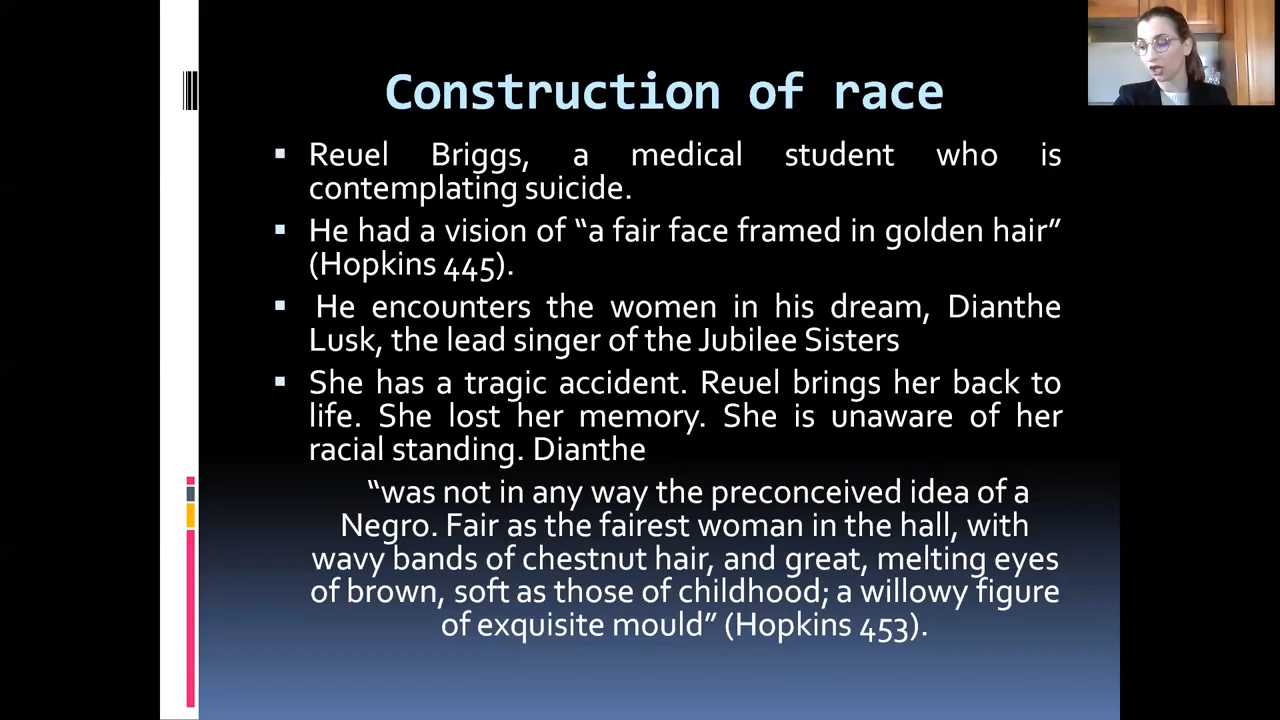 Construction of race
▪ Reuel Briggs, a medical student who is
contemplating suicide.
▪ He had a vision of “a fair face framed in golden hair”
(Hopkins 445).
▪ He encounters the women in his dream, Dianthe
Lusk, the lead singer of the Jubilee Sisters
▪ She has a tragic accident. Reuel brings her back to
life. She lost her memory. She is unaware of her
racial standing. Dianthe
“was not in any way the preconceived idea of a
Negro. Fair as the fairest woman in the hall, with
wavy bands of chestnut hair, and great, melting eyes
of brown, soft as those of childhood; a willowy figure
of exquisite mould” (Hopkins 453).